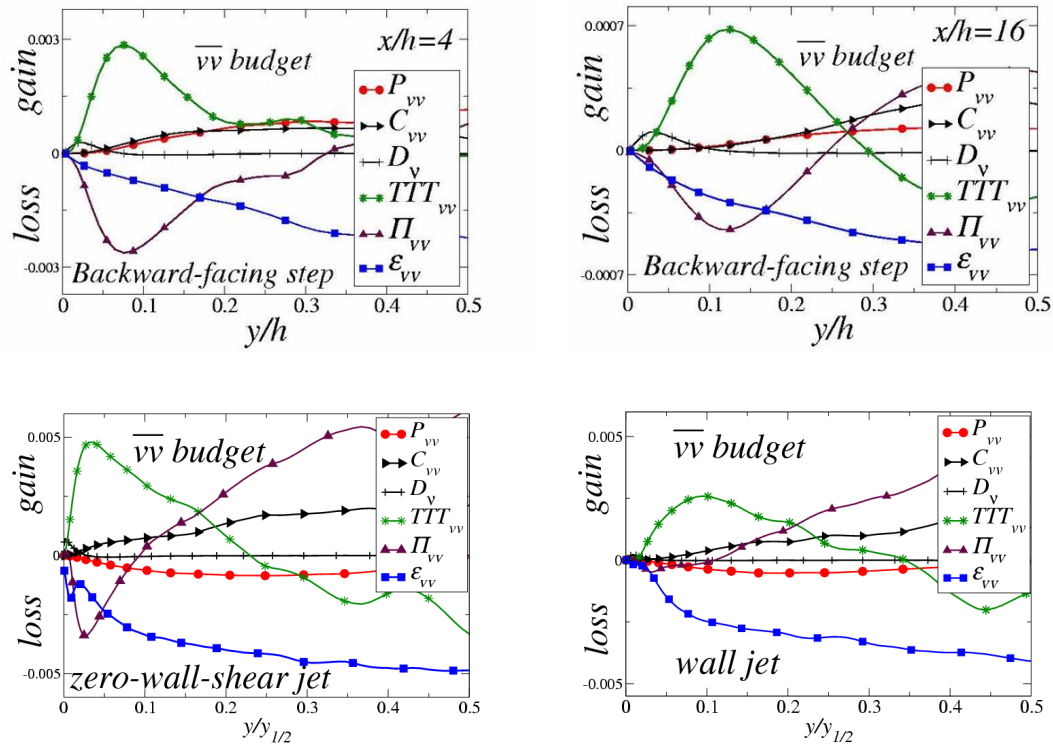 0.003
0
-0.003
gain
loss
x/h=4
vv budget
P_vv
C_vv
D_ν
TTT_vv
Π_vv
ε_vv
Backward-facing step
0 0.1 0.2 0.3 0.4 0.5
y/h
0.0007
0
-0.0007
gain
loss
x/h=16
vv budget
P_vv
C_vv
D_ν
TTT_vv
Π_vv
ε_vv
Backward-facing step
0 0.1 0.2 0.3 0.4 0.5
y/h
0.005
0
-0.005
gain
loss
vv budget
P_vv
C_vv
D_ν
TTT_vv
Π_vv
ε_vv
zero-wall-shear jet
0 0.1 0.2 0.3 0.4 0.5
y/y_1/2
0.005
0
-0.005
gain
loss
vv budget
P_vv
C_vv
D_ν
TTT_vv
Π_vv
ε_vv
wall jet
0 0.1 0.2 0.3 0.4 0.5
y/y_1/2